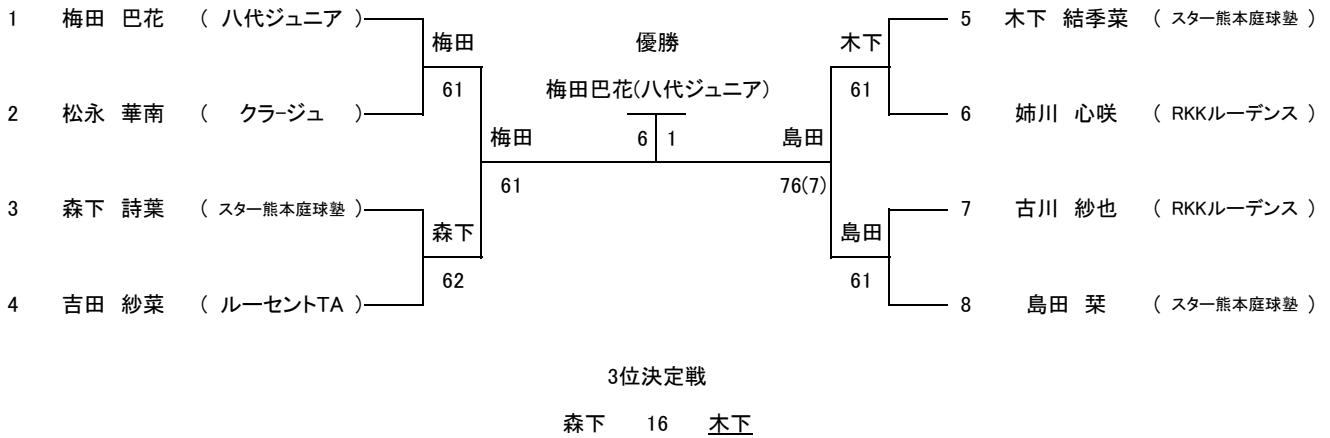 1 梅田 巴花 ( 八代ジュニア ) 5 木下 結季菜 ( スター熊本庭球塾 )
梅田 優勝 木下
61 梅田巴花(八代ジュニア) 61
2 松永 華南 ( クラージュ ) 6 姉川 心咲 ( RKKルーデンス )
梅田 6 1 島田
61 76(7)
3 森下 詩葉 ( スター熊本庭球塾 ) 7 古川 紗也 ( RKKルーデンス )
森下 島田
62 61
4 吉田 紗菜 ( ルーセントTA ) 8 島田 栞 ( スター熊本庭球塾 )
3位決定戦
森下 16 木下